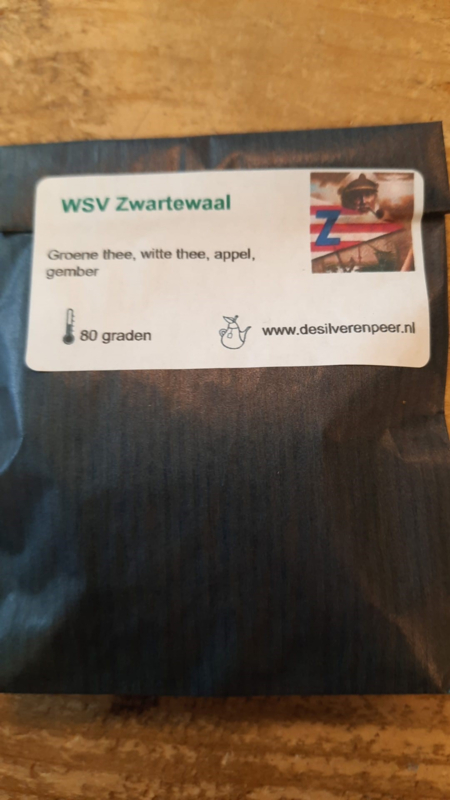 WSV Zwartewaal
Z
Groene thee, witte thee, appel,
gember
80 graden
www.desilverenpeer.nl